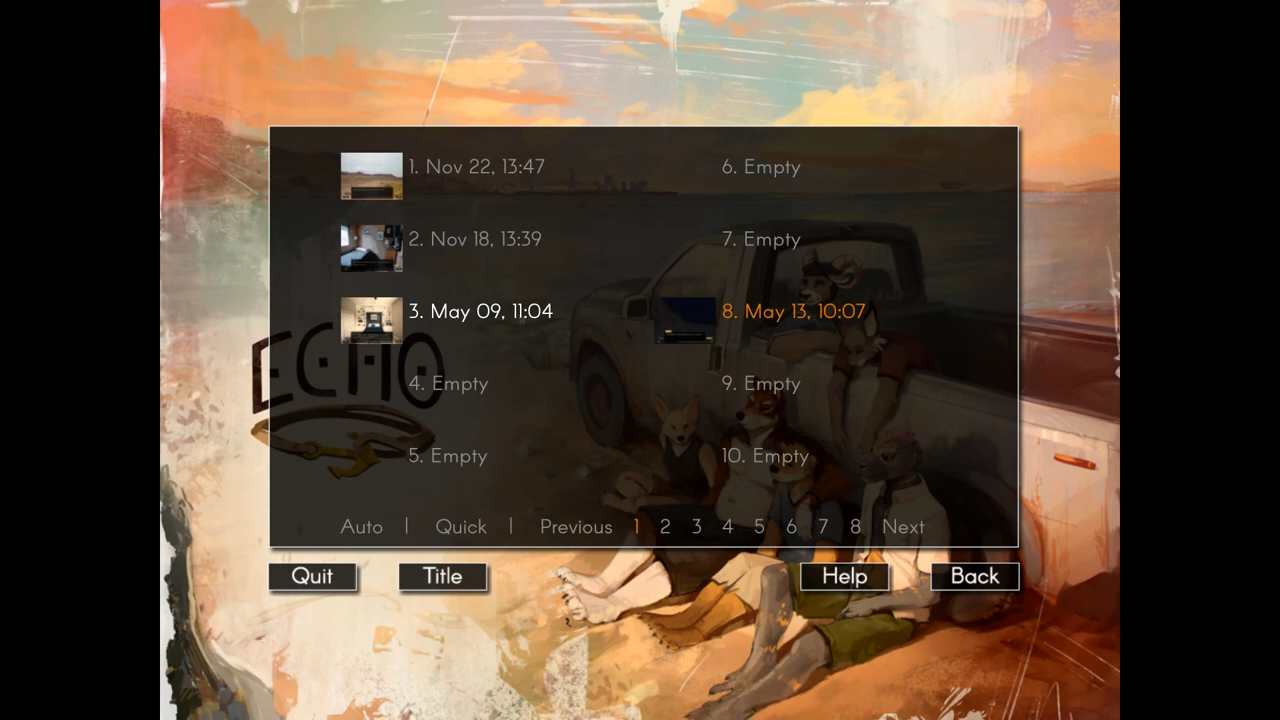 1. Nov 22, 13:47
6. Empty
2. Nov 18, 13:39
7. Empty
3. May 09, 11:04
8. May 13, 10:07
ECHO
4. Empty
9. Empty
5. Empty
10. Empty
Auto | Quick | Previous 1 2 3 4 5 6 7 8 Next
Quit Title Help Back